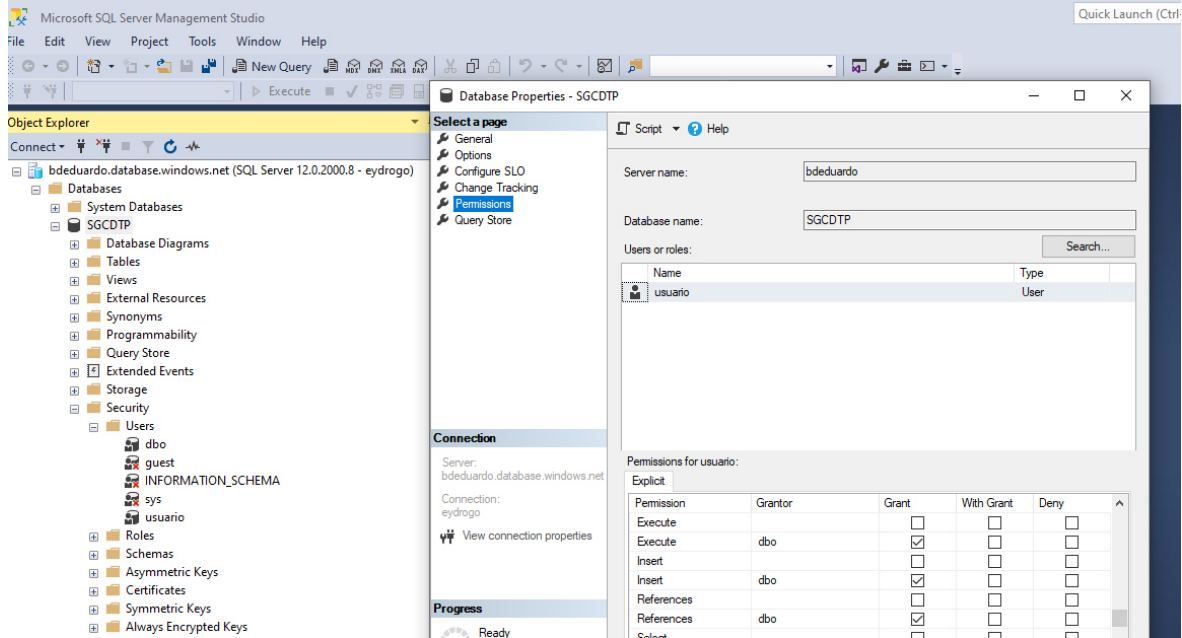 Microsoft SQL Server Management Studio
Quick Launch (Ctrl-
File Edit View Project Tools Window Help
New Query MDX DMX XMLA DAX
Execute
Object Explorer
Connect
bdeduardo.database.windows.net (SQL Server 12.0.2000.8 - eydrogo)
Databases
System Databases
SGCDTP
Database Diagrams
Tables
Views
External Resources
Synonyms
Programmability
Query Store
Extended Events
Storage
Security
Users
dbo
guest
INFORMATION_SCHEMA
sys
usuario
Roles
Schemas
Asymmetric Keys
Certificates
Symmetric Keys
Always Encrypted Keys
Database Properties - SGCDTP
Select a page
General
Options
Configure SLO
Change Tracking
Permissions
Query Store
Connection
Server:
bdeduardo.database.windows.net
Connection:
eydrogo
View connection properties
Progress
Ready
Script Help
Server name: bdeduardo
Database name: SGCDTP
Users or roles: Search...
Name Type
usuario User
Permissions for usuario:
Explicit
Permission Grantor Grant With Grant Deny
Execute
Execute dbo
Insert
Insert dbo
References
References dbo
Select